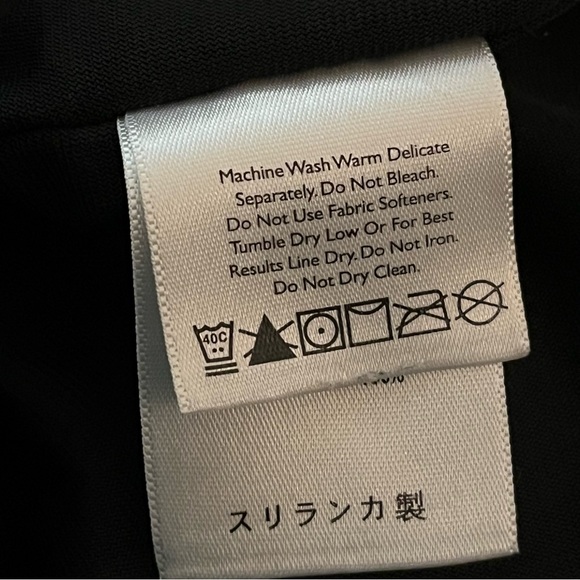 Machine Wash Warm Delicate
Separately. Do Not Bleach.
Do Not Use Fabric Softeners.
Tumble Dry Low Or For Best
Results Line Dry. Do Not Iron.
Do Not Dry Clean.
40C
スリランカ製